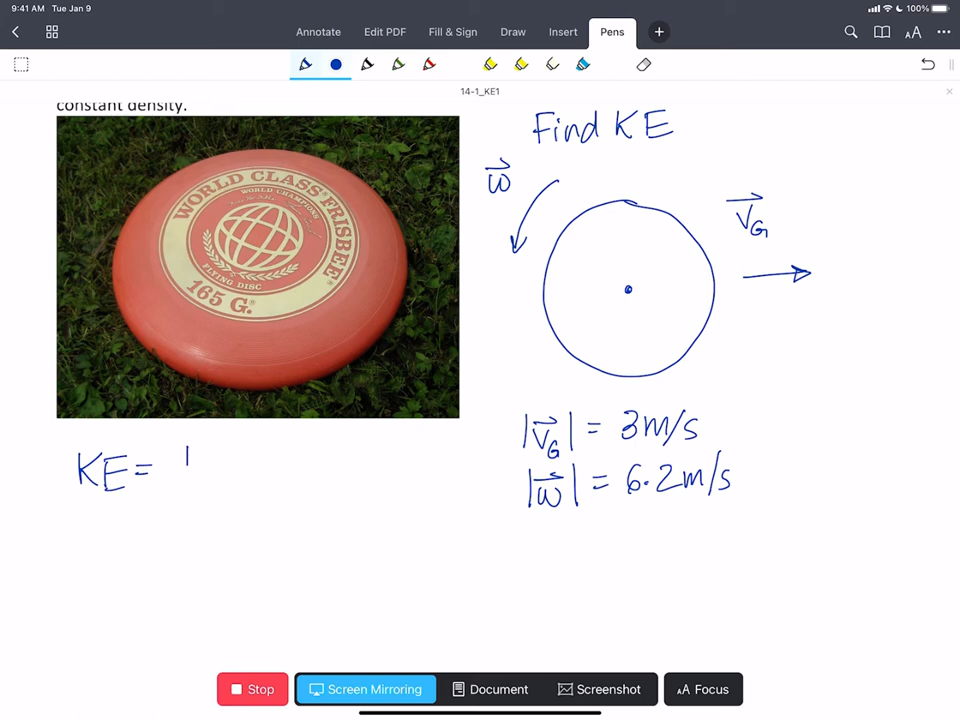 9:41 AM Tue Jan 9
100%
Annotate Edit PDF Fill & Sign Draw Insert Pens
AA
14-1_KE1
constant density.
WORLD CLASS FRISBEE
WORLD CHAMPIONS
FLYING DISC
165 G.
Find KE
ω
V_G
|V_G| = 3m/s
|ω| = 6.2m/s
KE =
Stop
Screen Mirroring
Document
Screenshot
AA Focus